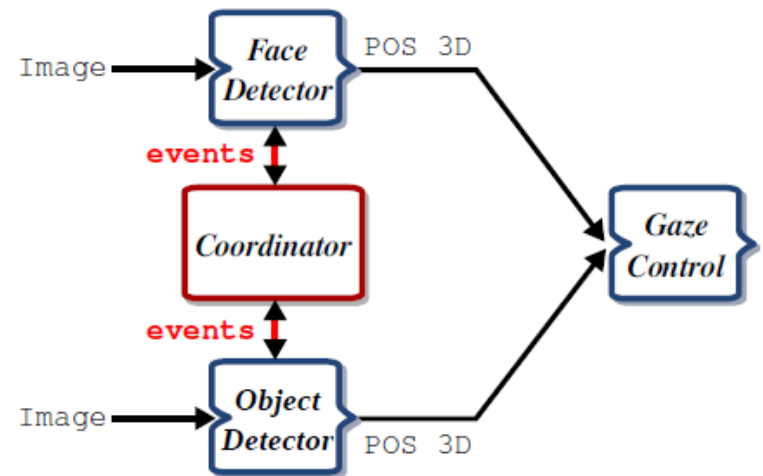 Face
Detector
POS 3D
Image
events
Coordinator
Gaze
Control
events
Image
Object
Detector
POS 3D